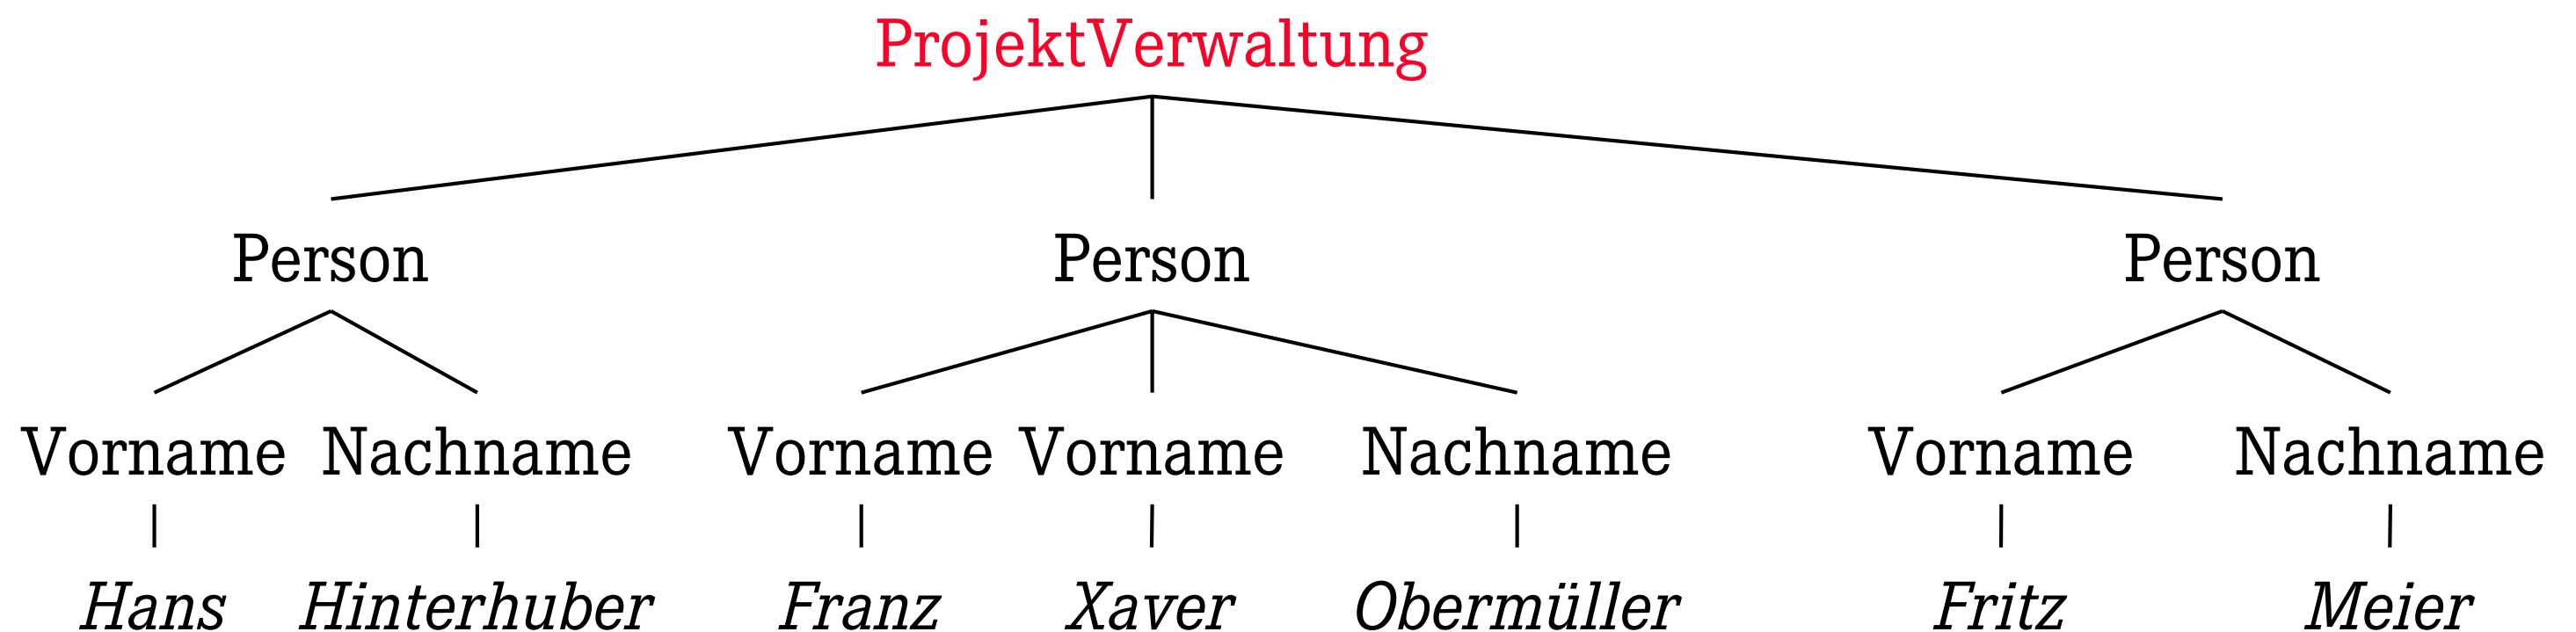 ProjektVerwaltung
Person Person Person
Vorname Nachname Vorname Vorname Nachname Vorname Nachname
Hans Hinterhuber Franz Xaver Obermüller Fritz Meier